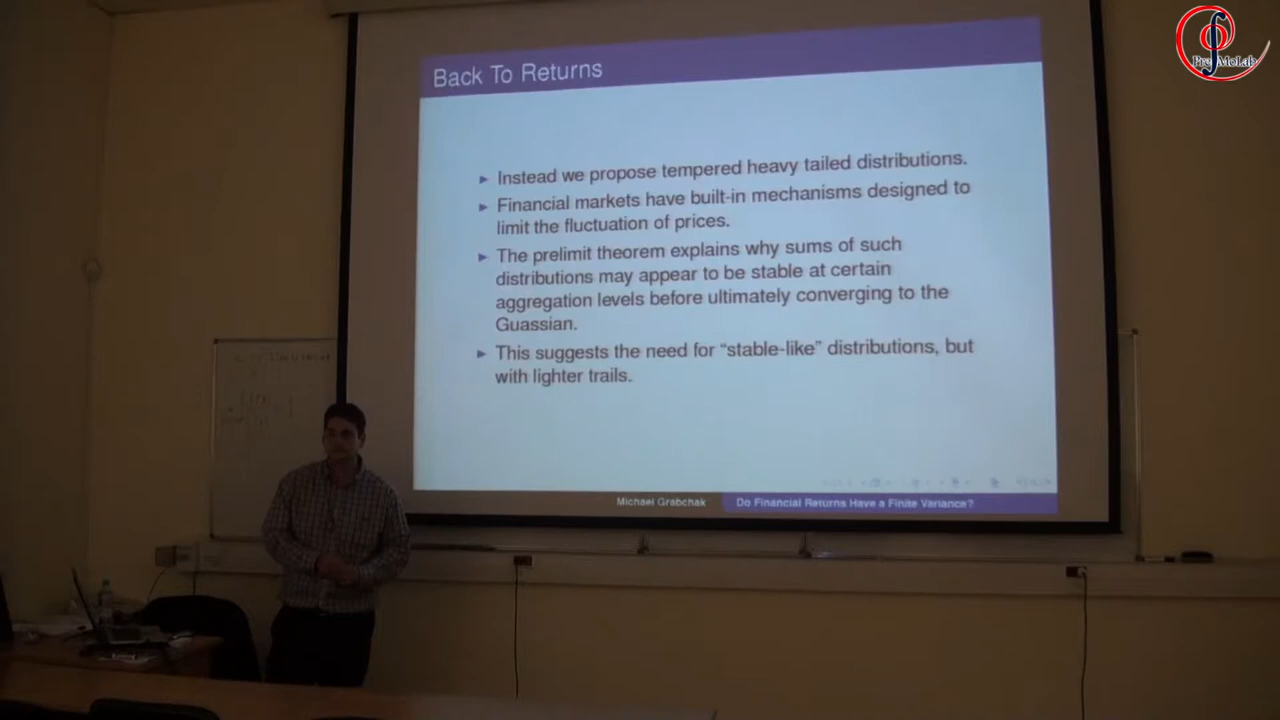 Back To Returns
Instead we propose tempered heavy tailed distributions.
Financial markets have built-in mechanisms designed to
limit the fluctuation of prices.
The prelimit theorem explains why sums of such
distributions may appear to be stable at certain
aggregation levels before ultimately converging to the
Guassian.
This suggests the need for “stable-like” distributions, but
with lighter trails.
Michael Grabchak
Do Financial Returns Have a Finite Variance?
PreMoLab